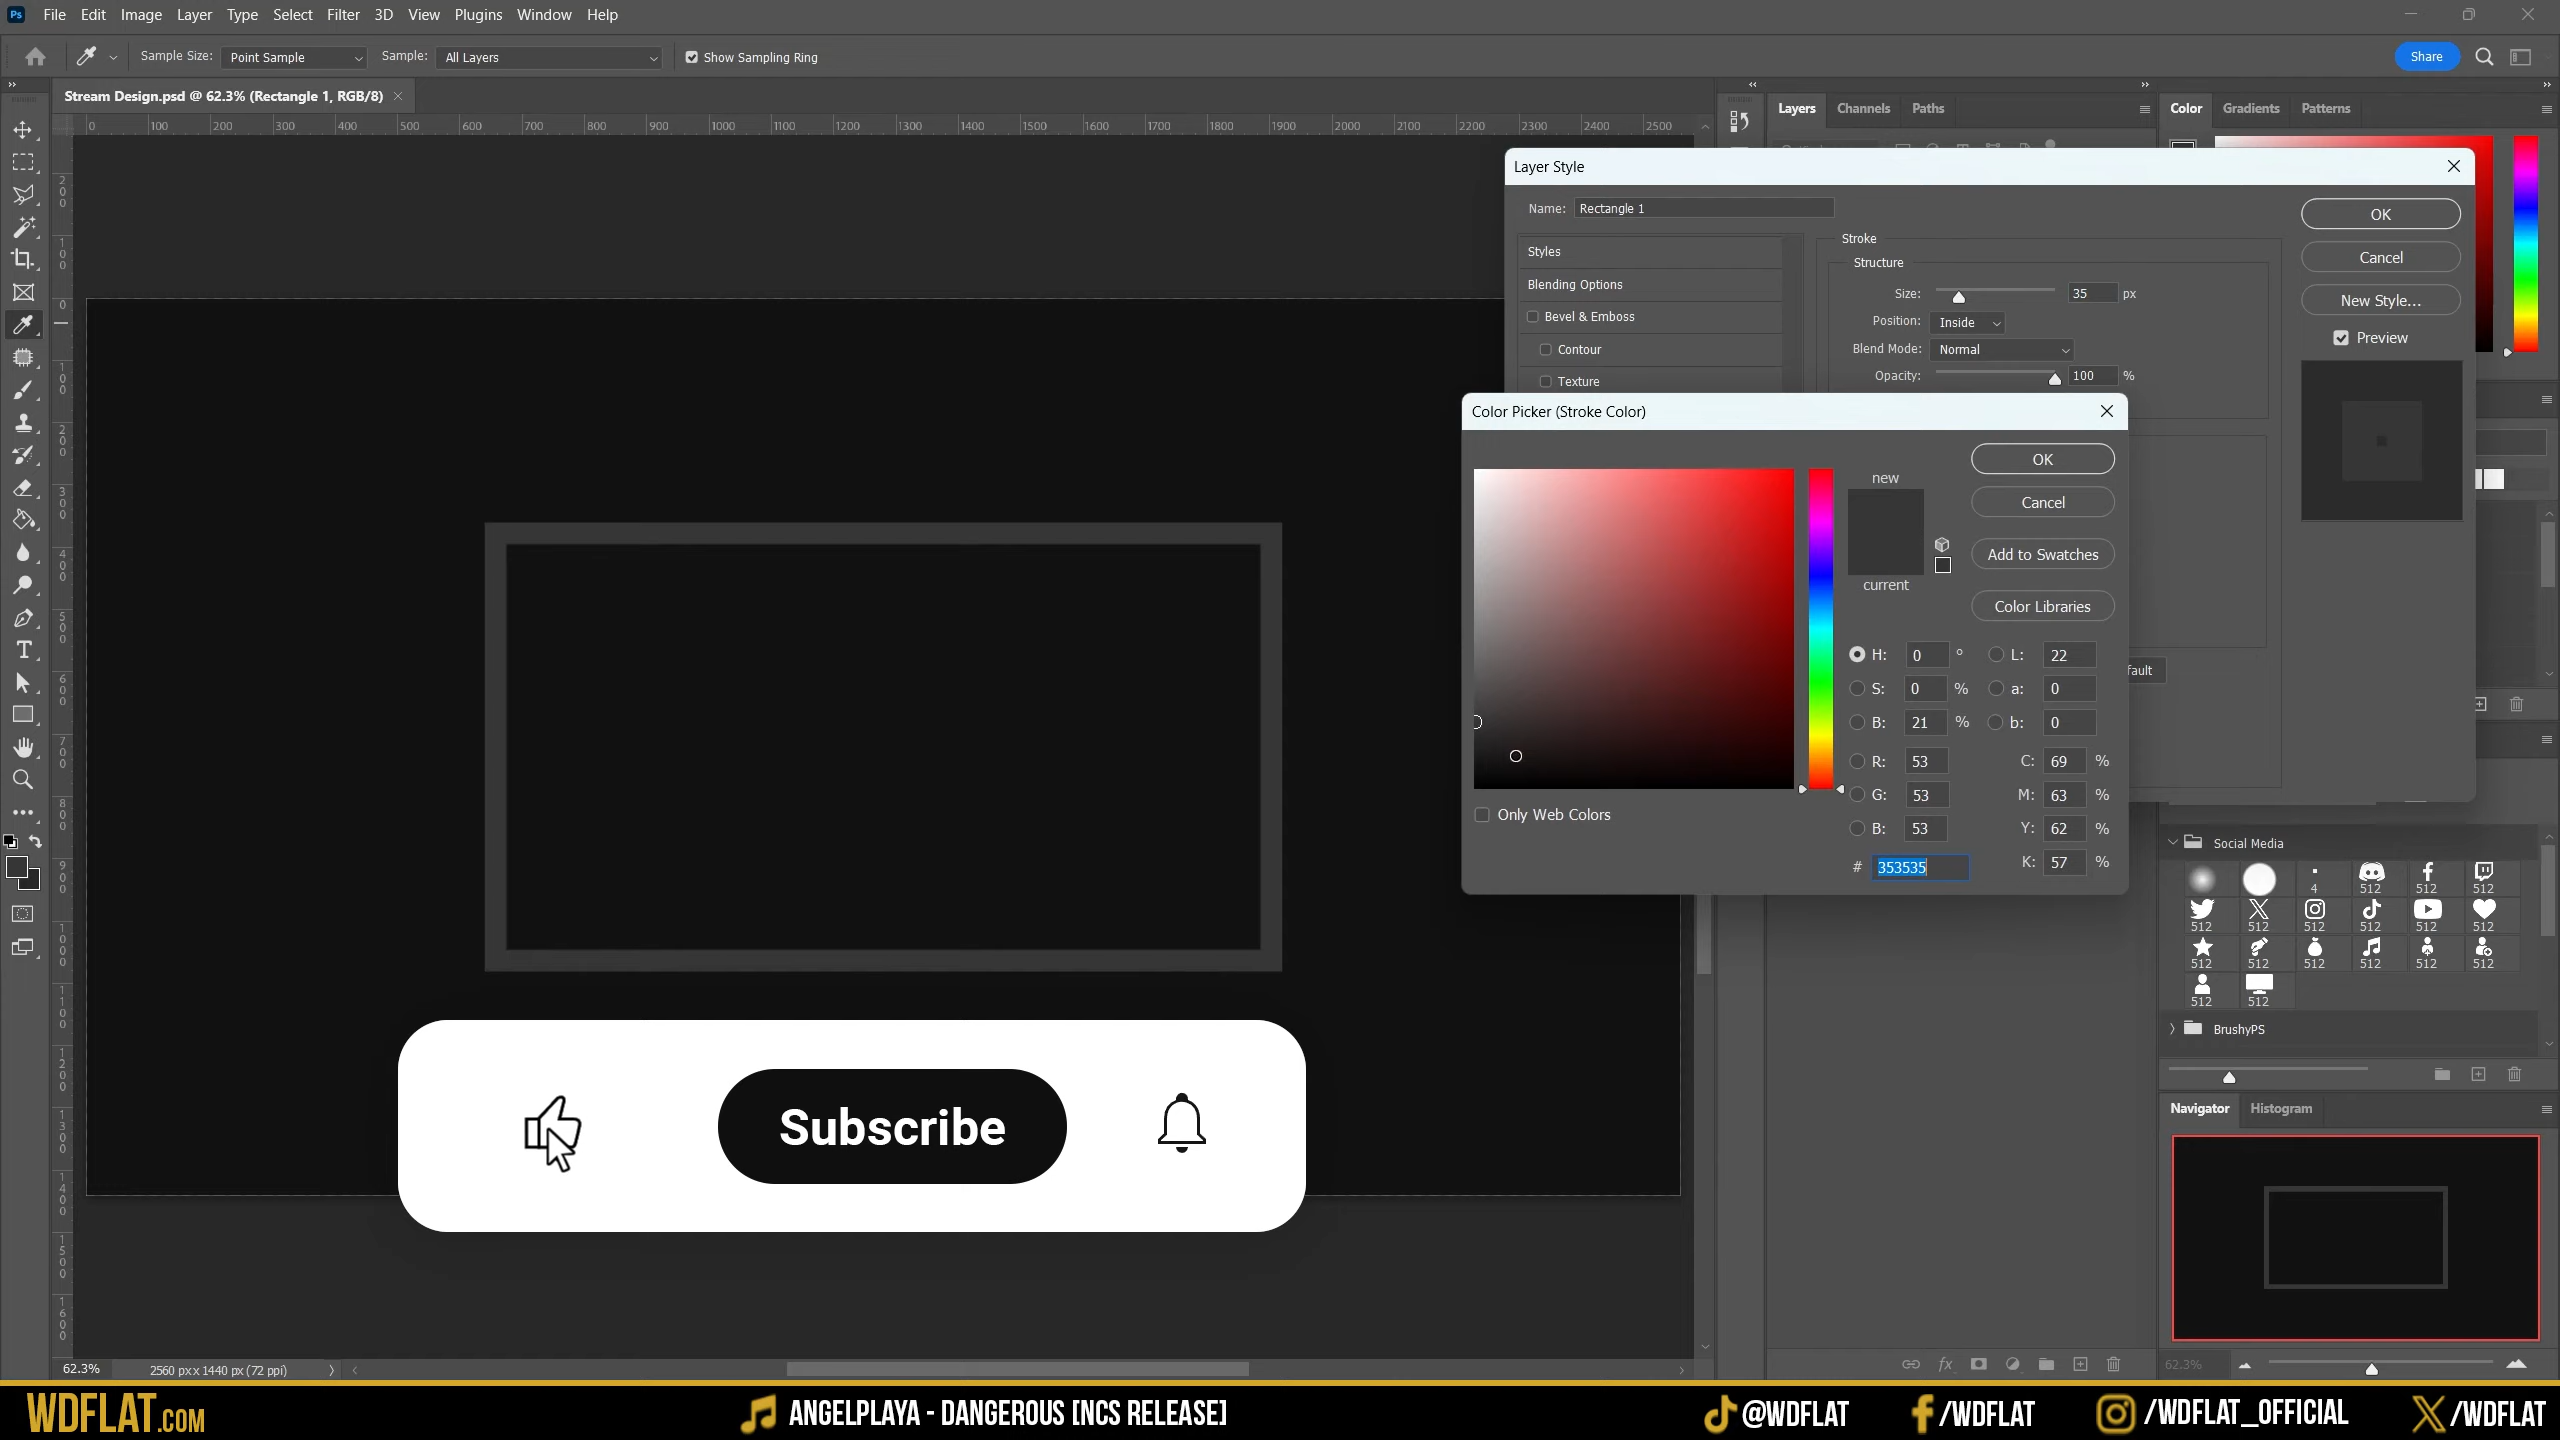 Ps File Edit Image Layer Type Select Filter 3D View Plugins Window Help
Sample Size: Point Sample Sample: All Layers Show Sampling Ring Share
Stream Design.psd @ 62.3% (Rectangle 1, RGB/8)
0 100 200 300 400 500 600 700 800 900 1000 1100 1200 1300 1400 1500 1600 1700 1800 1900 2000 2100 2200 2300 2400 2500
200 100 0 100 200 300 400 500 600 700 800 900 1000 1100 1200 1300 1400 1500 1600
Layers Channels Paths
Color Gradients Patterns
Layer Style
Name: Rectangle 1
Styles
Blending Options
Bevel & Emboss
Contour
Texture
Stroke
Structure
Size: 35 px
Position: Inside
Blend Mode: Normal
Opacity: 100 %
OK
Cancel
New Style...
Preview
Color Picker (Stroke Color)
new
current
OK
Cancel
Add to Swatches
Color Libraries
H: 0 ° L: 22
S: 0 % a: 0
B: 21 % b: 0
R: 53 C: 69 %
G: 53 M: 63 %
B: 53 Y: 62 %
# 353535 K: 57 %
Only Web Colors
fault
Social Media
4 512 512 512
512 512 512 512 512 512
512 512 512 512 512 512
512 512
BrushyPS
Navigator Histogram
62.3%
fx
Subscribe
62.3% 2560 px x 1440 px (72 ppi)
WDFLAT.COM
ANGELPLAYA - DANGEROUS [NCS RELEASE]
@WDFLAT
/WDFLAT
/WDFLAT_OFFICIAL
/WDFLAT